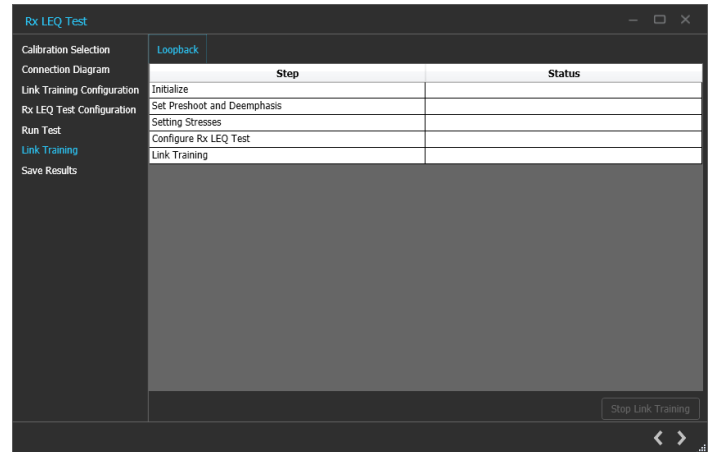 Rx LEQ Test
Calibration Selection
Connection Diagram
Link Training Configuration
Rx LEQ Test Configuration
Run Test
Link Training
Save Results
Loopback
Step Status
Initialize
Set Preshoot and Deemphasis
Setting Stresses
Configure Rx LEQ Test
Link Training
Stop Link Training